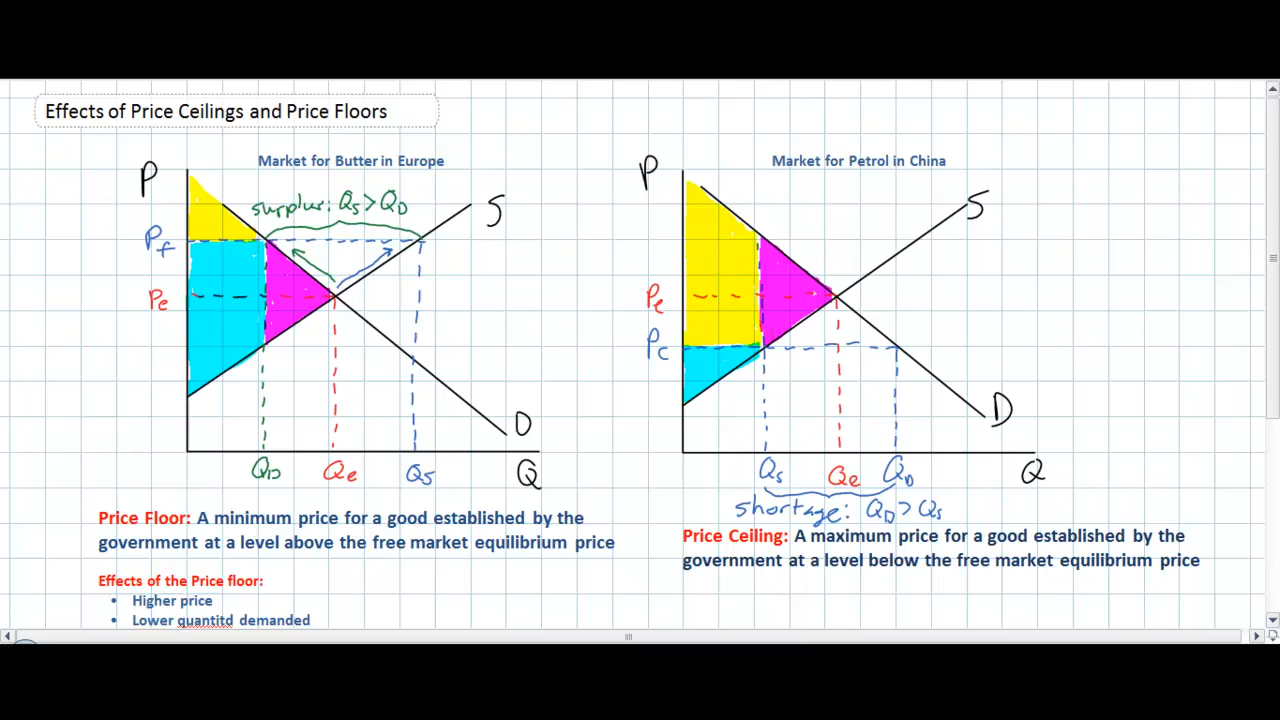 Effects of Price Ceilings and Price Floors
Market for Butter in Europe
P
surplus: Qs > QD
S
Pf
Pe
D
QD
Qe
Qs
Q
Price Floor: A minimum price for a good established by the
government at a level above the free market equilibrium price
Effects of the Price floor:
• Higher price
• Lower quantitd demanded
Market for Petrol in China
P
S
Pe
Pc
D
Qs
Qe
QD
Q
shortage: QD > Qs
Price Ceiling: A maximum price for a good established by the
government at a level below the free market equilibrium price